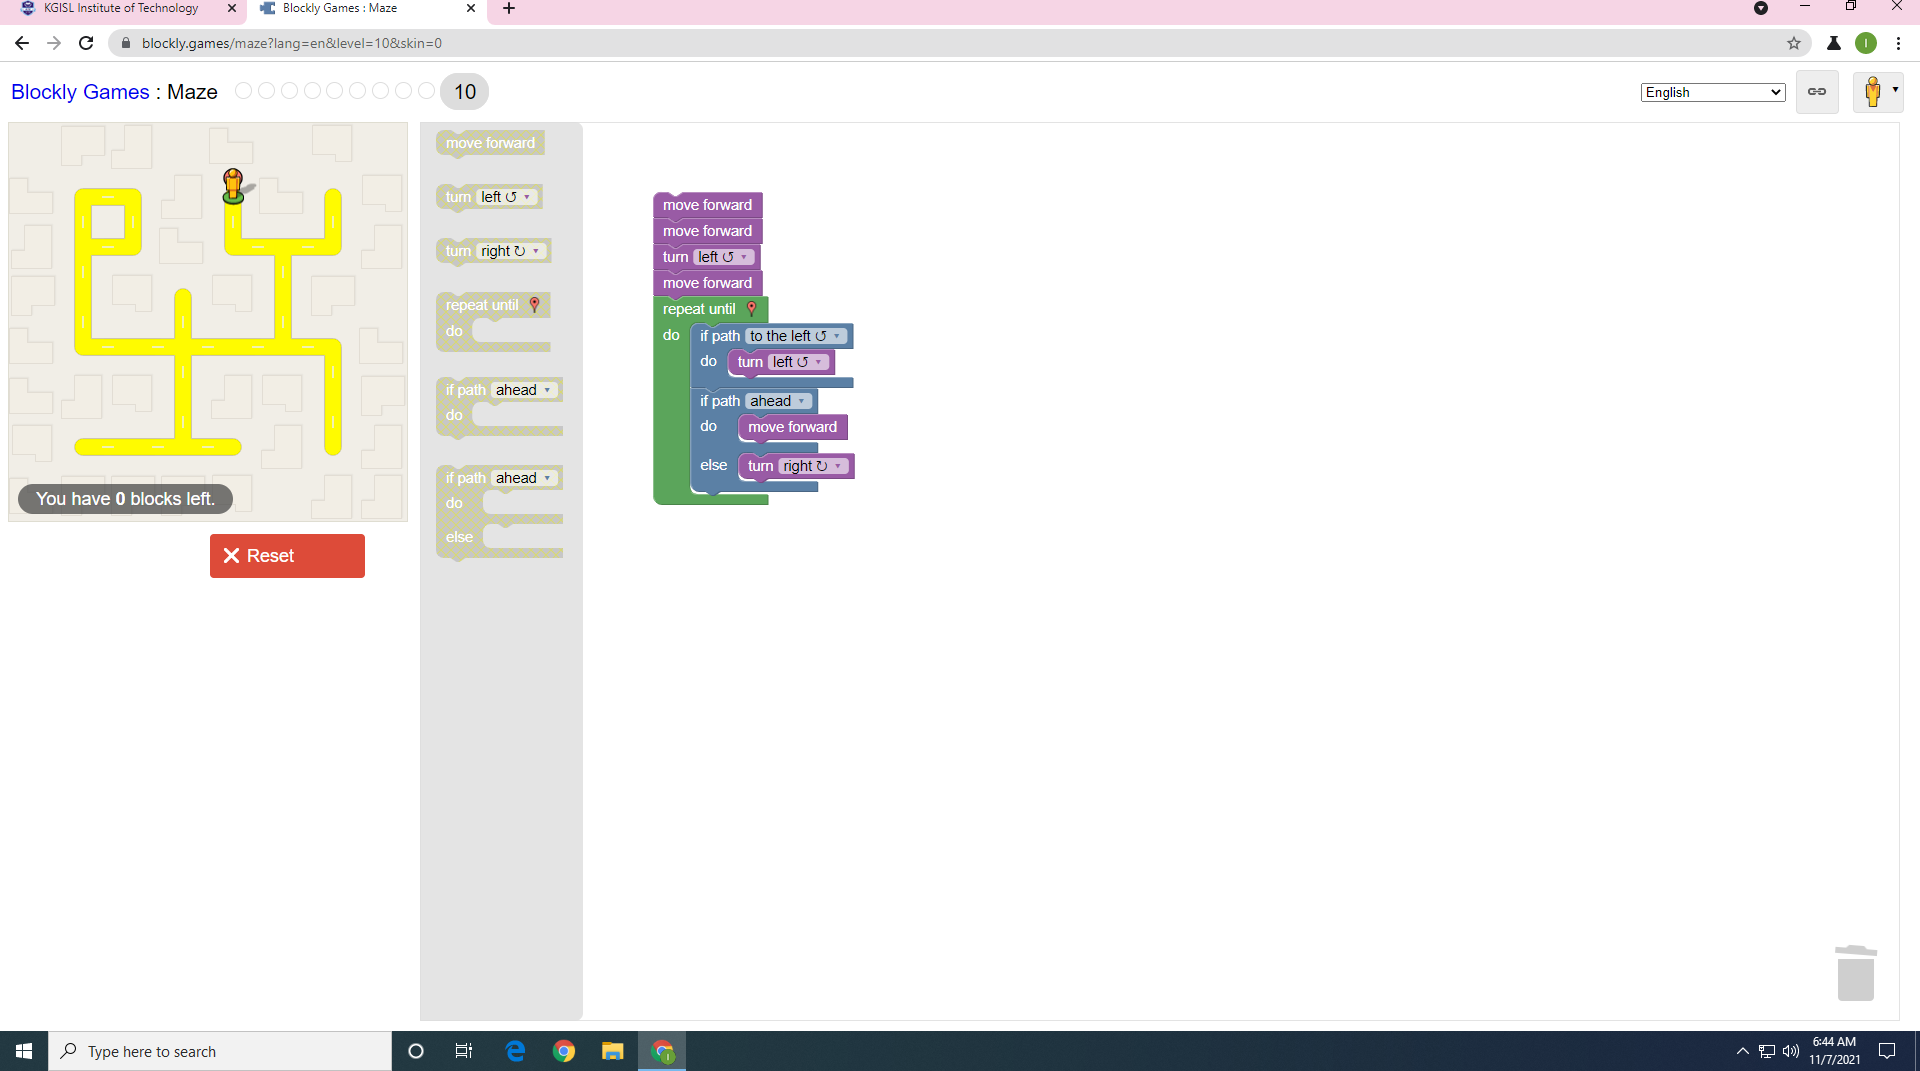 KGISL Institute of Technology
Blockly Games : Maze
blockly.games/maze?lang=en&level=10&skin=0
I
Blockly Games : Maze
10
English
You have 0 blocks left.
Reset
move forward
turn left ↺
turn right ↻
repeat until
do
if path ahead
do
if path ahead
do
else
move forward
move forward
turn left ↺
move forward
repeat until
do
if path to the left ↺
do turn left ↺
if path ahead
do move forward
else turn right ↻
Type here to search
I
6:44 AM
11/7/2021